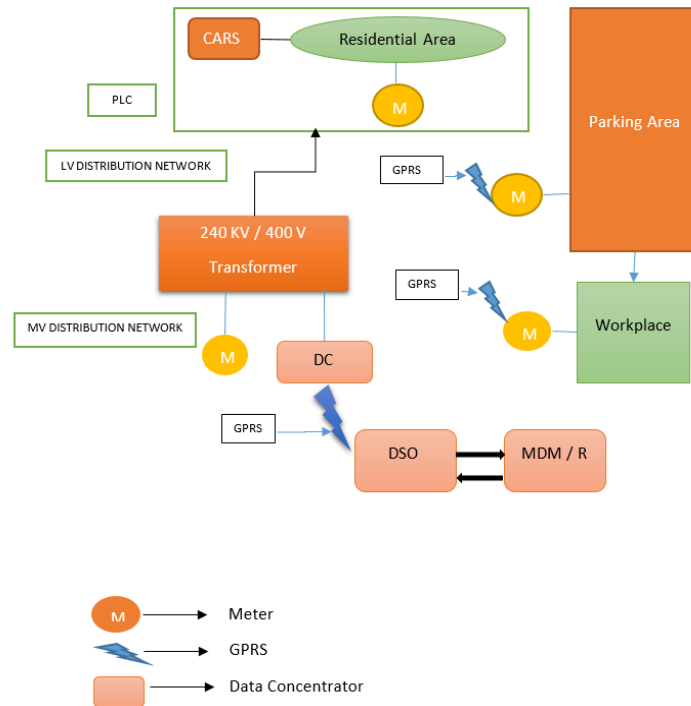 CARS
Residential Area
M
PLC
Parking Area
LV DISTRIBUTION NETWORK
GPRS
M
240 KV / 400 V
Transformer
GPRS
MV DISTRIBUTION NETWORK
M
M
Workplace
DC
GPRS
DSO
MDM / R
M
Meter
GPRS
Data Concentrator